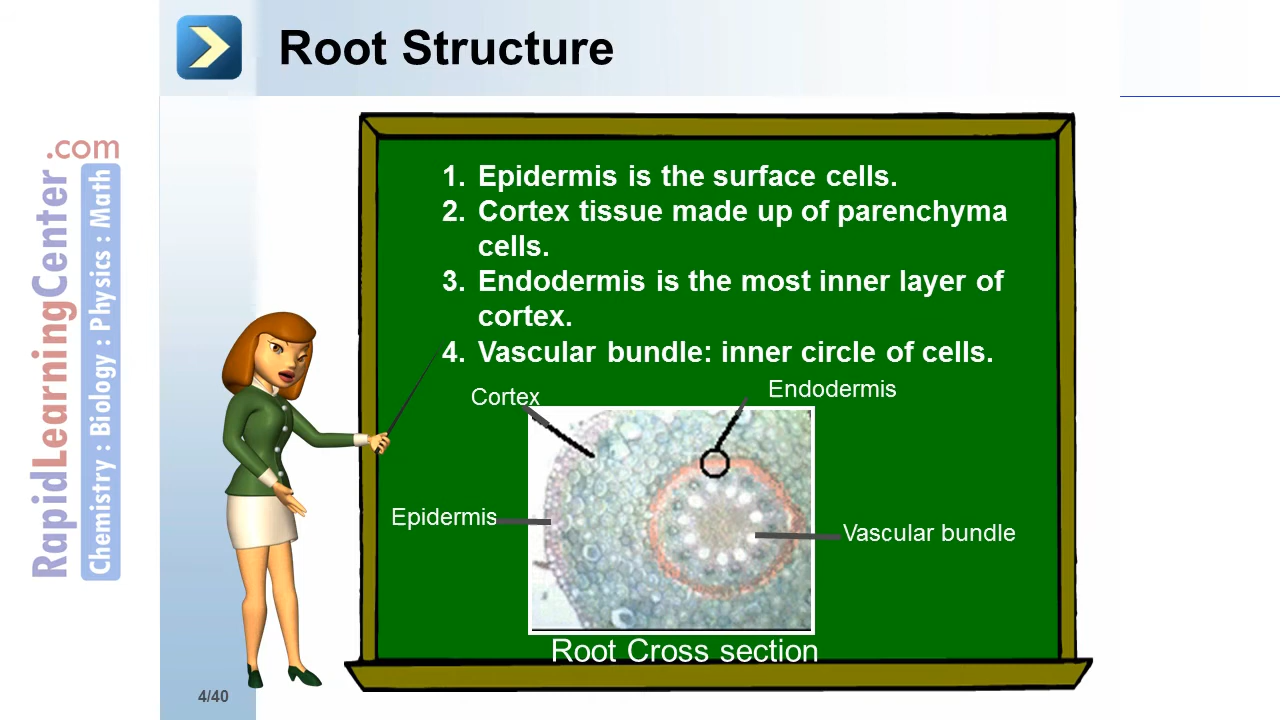 Root Structure
RapidLearningCenter.com
Chemistry : Biology : Physics : Math
1. Epidermis is the surface cells.
2. Cortex tissue made up of parenchyma
cells.
3. Endodermis is the most inner layer of
cortex.
4. Vascular bundle: inner circle of cells.
Cortex
Endodermis
Epidermis
Vascular bundle
Root Cross section
4/40